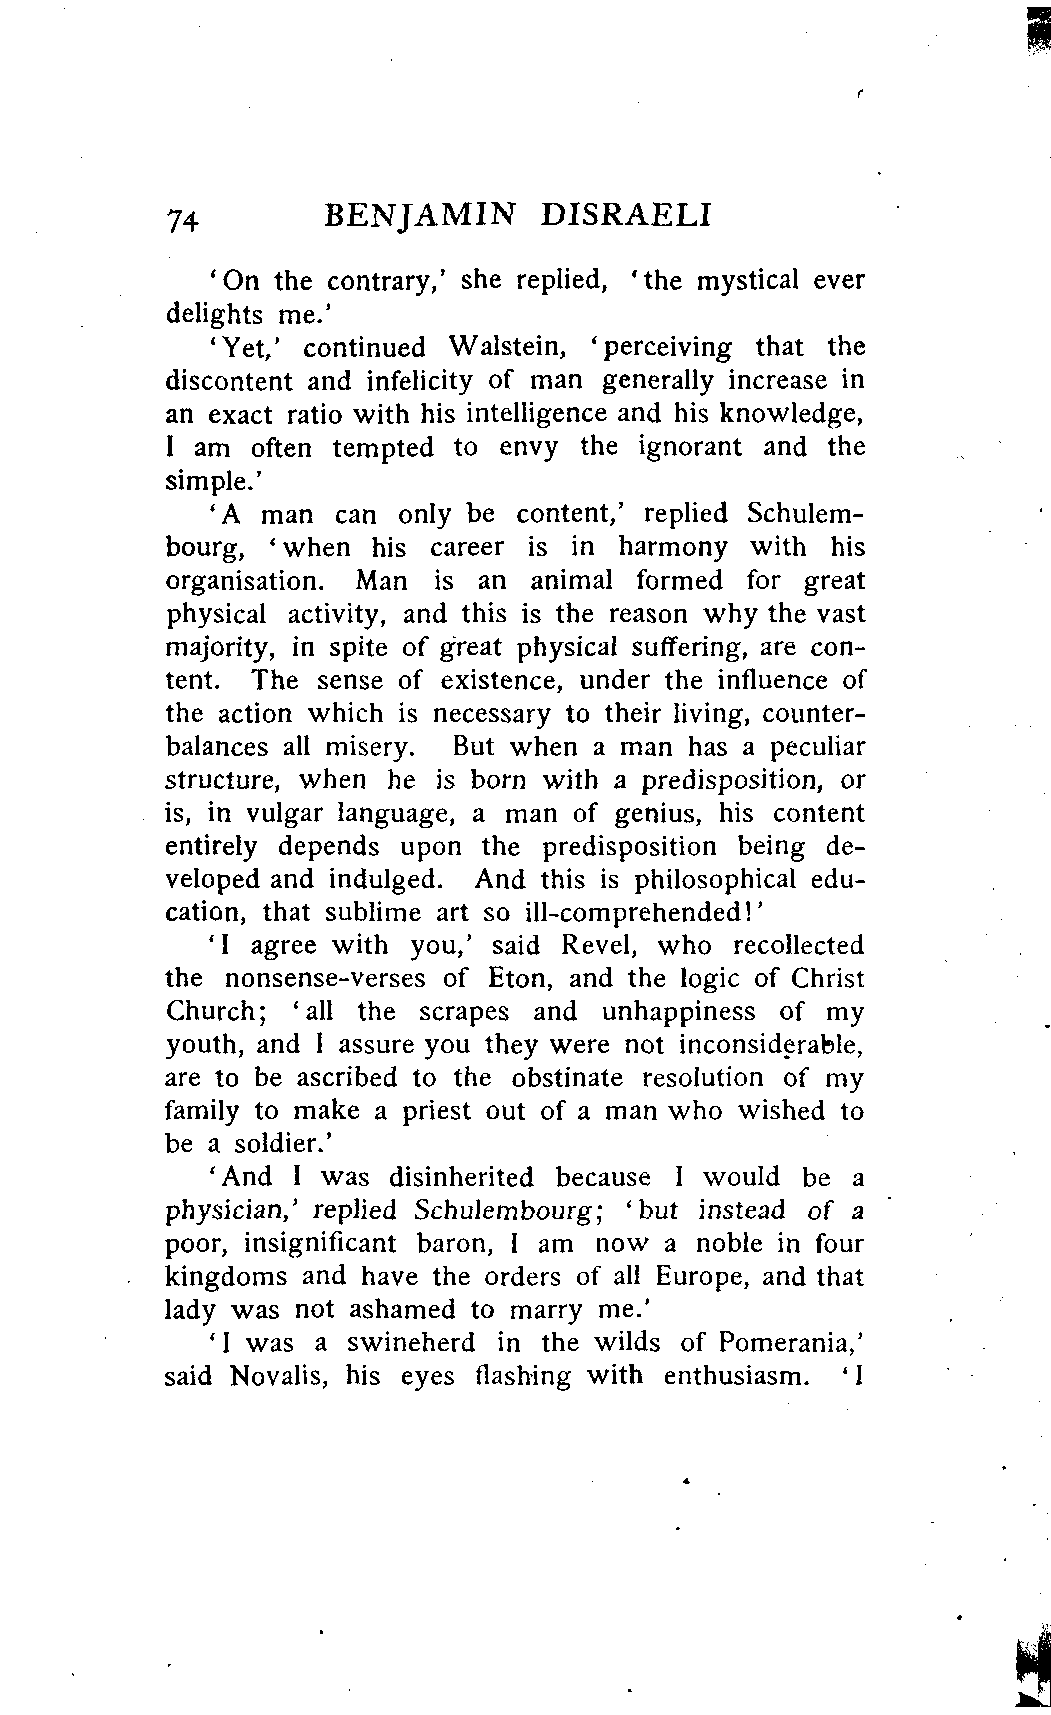 74 BENJAMIN DISRAELI
‘On the contrary,’ she replied, ‘the mystical ever
delights me.’
‘Yet,’ continued Walstein, ‘perceiving that the
discontent and infelicity of man generally increase in
an exact ratio with his intelligence and his knowledge,
I am often tempted to envy the ignorant and the
simple.’
‘A man can only be content,’ replied Schulem-
bourg, ‘when his career is in harmony with his
organisation. Man is an animal formed for great
physical activity, and this is the reason why the vast
majority, in spite of great physical suffering, are con-
tent. The sense of existence, under the influence of
the action which is necessary to their living, counter-
balances all misery. But when a man has a peculiar
structure, when he is born with a predisposition, or
is, in vulgar language, a man of genius, his content
entirely depends upon the predisposition being de-
veloped and indulged. And this is philosophical edu-
cation, that sublime art so ill-comprehended!’
‘I agree with you,’ said Revel, who recollected
the nonsense-verses of Eton, and the logic of Christ
Church; ‘all the scrapes and unhappiness of my
youth, and I assure you they were not inconsiderable,
are to be ascribed to the obstinate resolution of my
family to make a priest out of a man who wished to
be a soldier.’
‘And I was disinherited because I would be a
physician,’ replied Schulembourg; ‘but instead of a
poor, insignificant baron, I am now a noble in four
kingdoms and have the orders of all Europe, and that
lady was not ashamed to marry me.’
‘I was a swineherd in the wilds of Pomerania,’
said Novalis, his eyes flashing with enthusiasm. ‘I